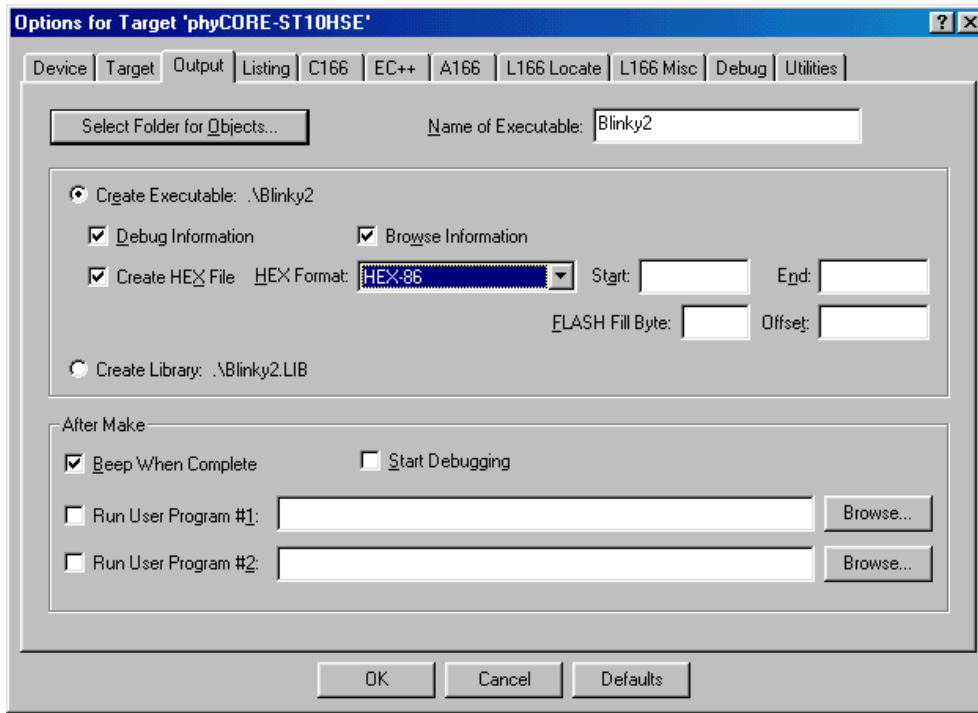 Options for Target 'phyCORE-ST10HSE'
Device Target Output Listing C166 EC++ A166 L166 Locate L166 Misc Debug Utilities
Select Folder for Objects... Name of Executable: Blinky2
Create Executable: .\Blinky2
Debug Information Browse Information
Create HEX File HEX Format: HEX-86 Start: End:
FLASH Fill Byte: Offset:
Create Library: .\Blinky2.LIB
After Make
Beep When Complete Start Debugging
Run User Program #1: Browse...
Run User Program #2: Browse...
OK Cancel Defaults